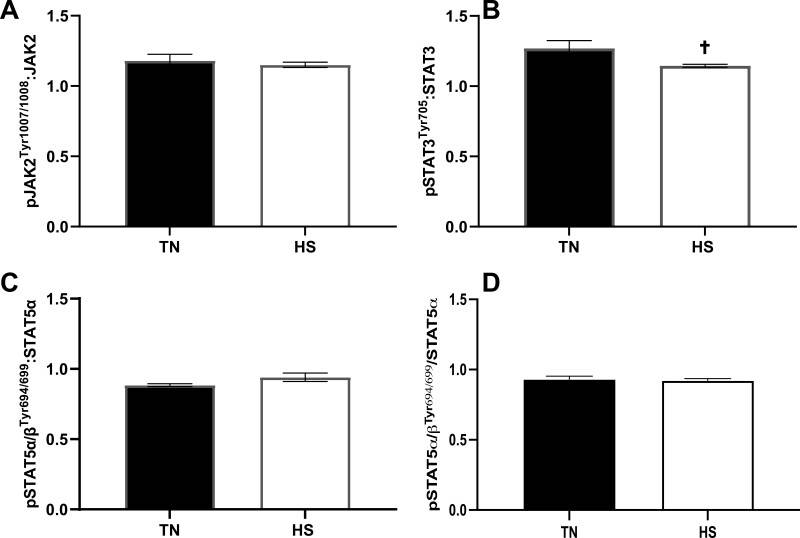 A
pJAK2Tyr1007/1008:JAK2
1.5
1.0
0.5
0.0
TN HS
B
pSTAT3Tyr705:STAT3
1.5
1.0
0.5
0.0
✝
TN HS
C
pSTAT5α/βTyr694/699:STAT5α
1.5
1.0
0.5
0.0
TN HS
D
pSTAT5α/βTyr694/699/STAT5α
1.5
1.0
0.5
0.0
TN HS